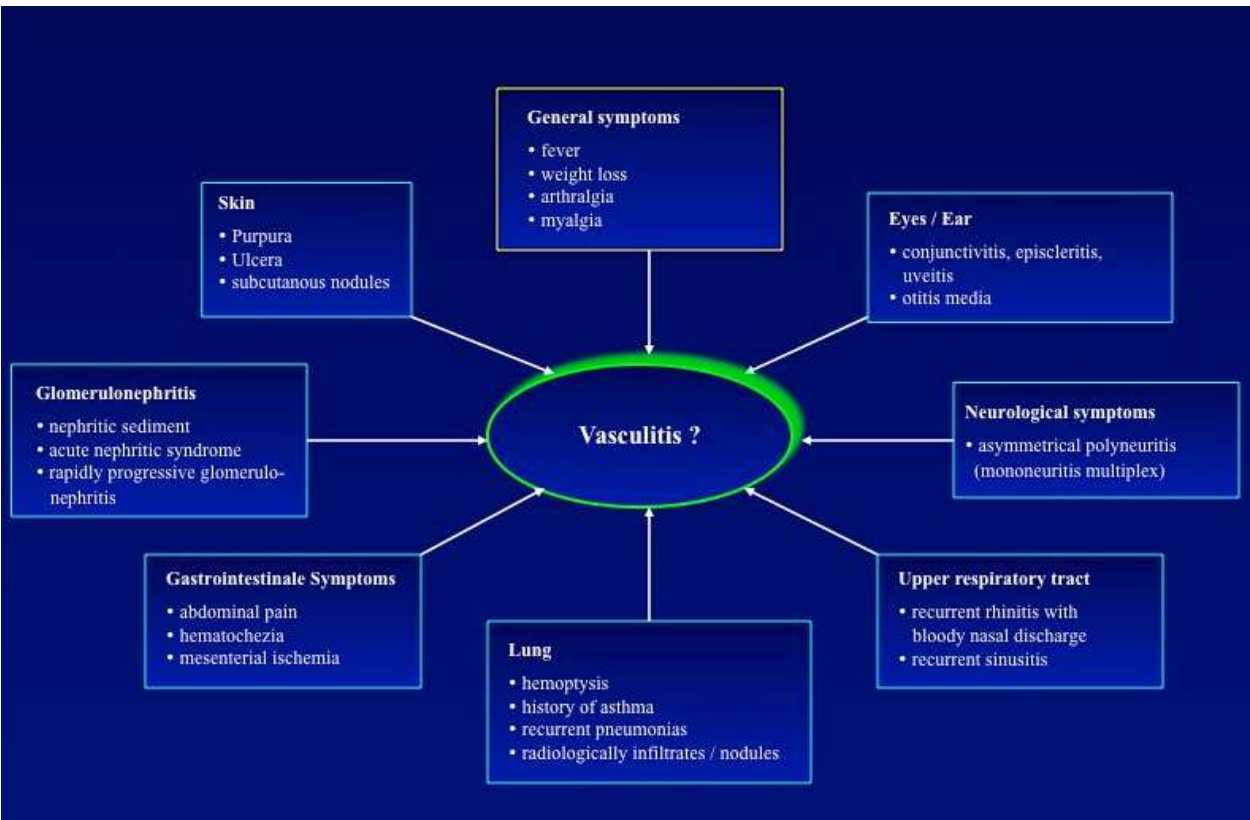 General symptoms
• fever
• weight loss
• arthralgia
• myalgia
Skin
• Purpura
• Ulcera
• subcutanous nodules
Eyes / Ear
• conjunctivitis, episcleritis,
uveitis
• otitis media
Glomerulonephritis
• nephritic sediment
• acute nephritic syndrome
• rapidly progressive glomerulo-
nephritis
Vasculitis ?
Neurological symptoms
• asymmetrical polyneuritis
(mononeuritis multiplex)
Gastrointestinale Symptoms
• abdominal pain
• hematochezia
• mesenterial ischemia
Lung
• hemoptysis
• history of asthma
• recurrent pneumonias
• radiologically infiltrates / nodules
Upper respiratory tract
• recurrent rhinitis with
bloody nasal discharge
• recurrent sinusitis